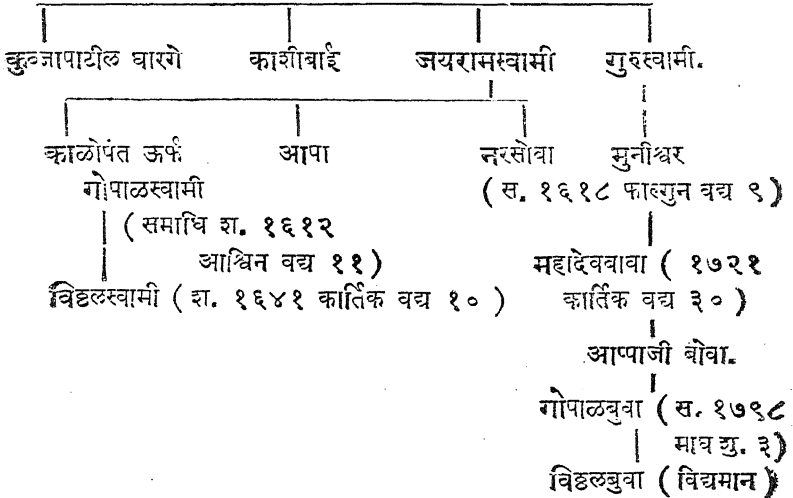 कुब्जापाटील घारगे काशीबाई जयरामस्वामी गुरुस्वामी.
काळोपंत ऊर्फ आपा नरसोबा मुनीश्वर
गोपाळस्वामी (स. १६१८ फाल्गुन वद्य ९)
(समाधि श. १६१२
आश्विन वद्य ११) महादेवबावा (१७२१
विठ्ठलस्वामी (श. १६४१ कार्तिक वद्य १०) कार्तिक वद्य ३०)
आप्पाजी बोवा.
गोपाळबुवा (स. १७९८
माघ शु. ३)
विठ्ठलबुवा (विद्यमान)